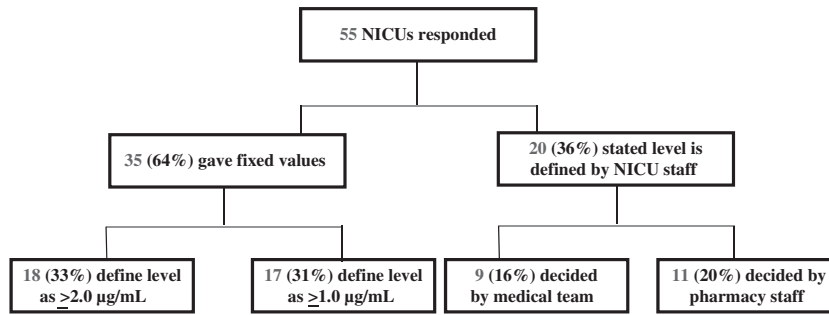 55 NICUs responded
35 (64%) gave fixed values
20 (36%) stated level is
defined by NICU staff
18 (33%) define level
as ≥2.0 µg/mL
17 (31%) define level
as ≥1.0 µg/mL
9 (16%) decided
by medical team
11 (20%) decided by
pharmacy staff